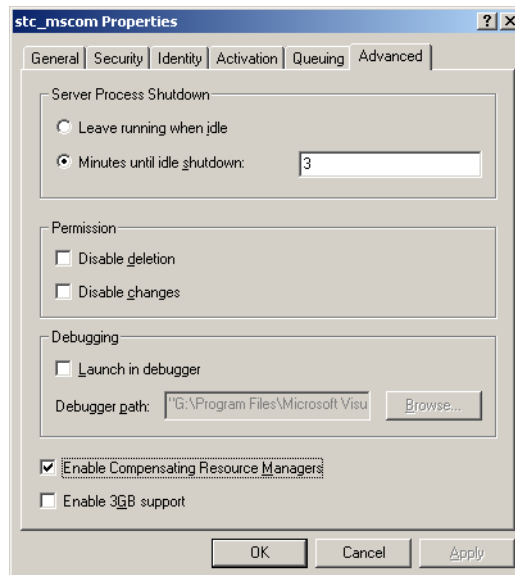 stc_mscom Properties
General Security Identity Activation Queuing Advanced
Server Process Shutdown
Leave running when idle
Minutes until idle shutdown: 3
Permission
Disable deletion
Disable changes
Debugging
Launch in debugger
Debugger path: "G:\Program Files\Microsoft Visu Browse...
Enable Compensating Resource Managers
Enable 3GB support
OK Cancel Apply